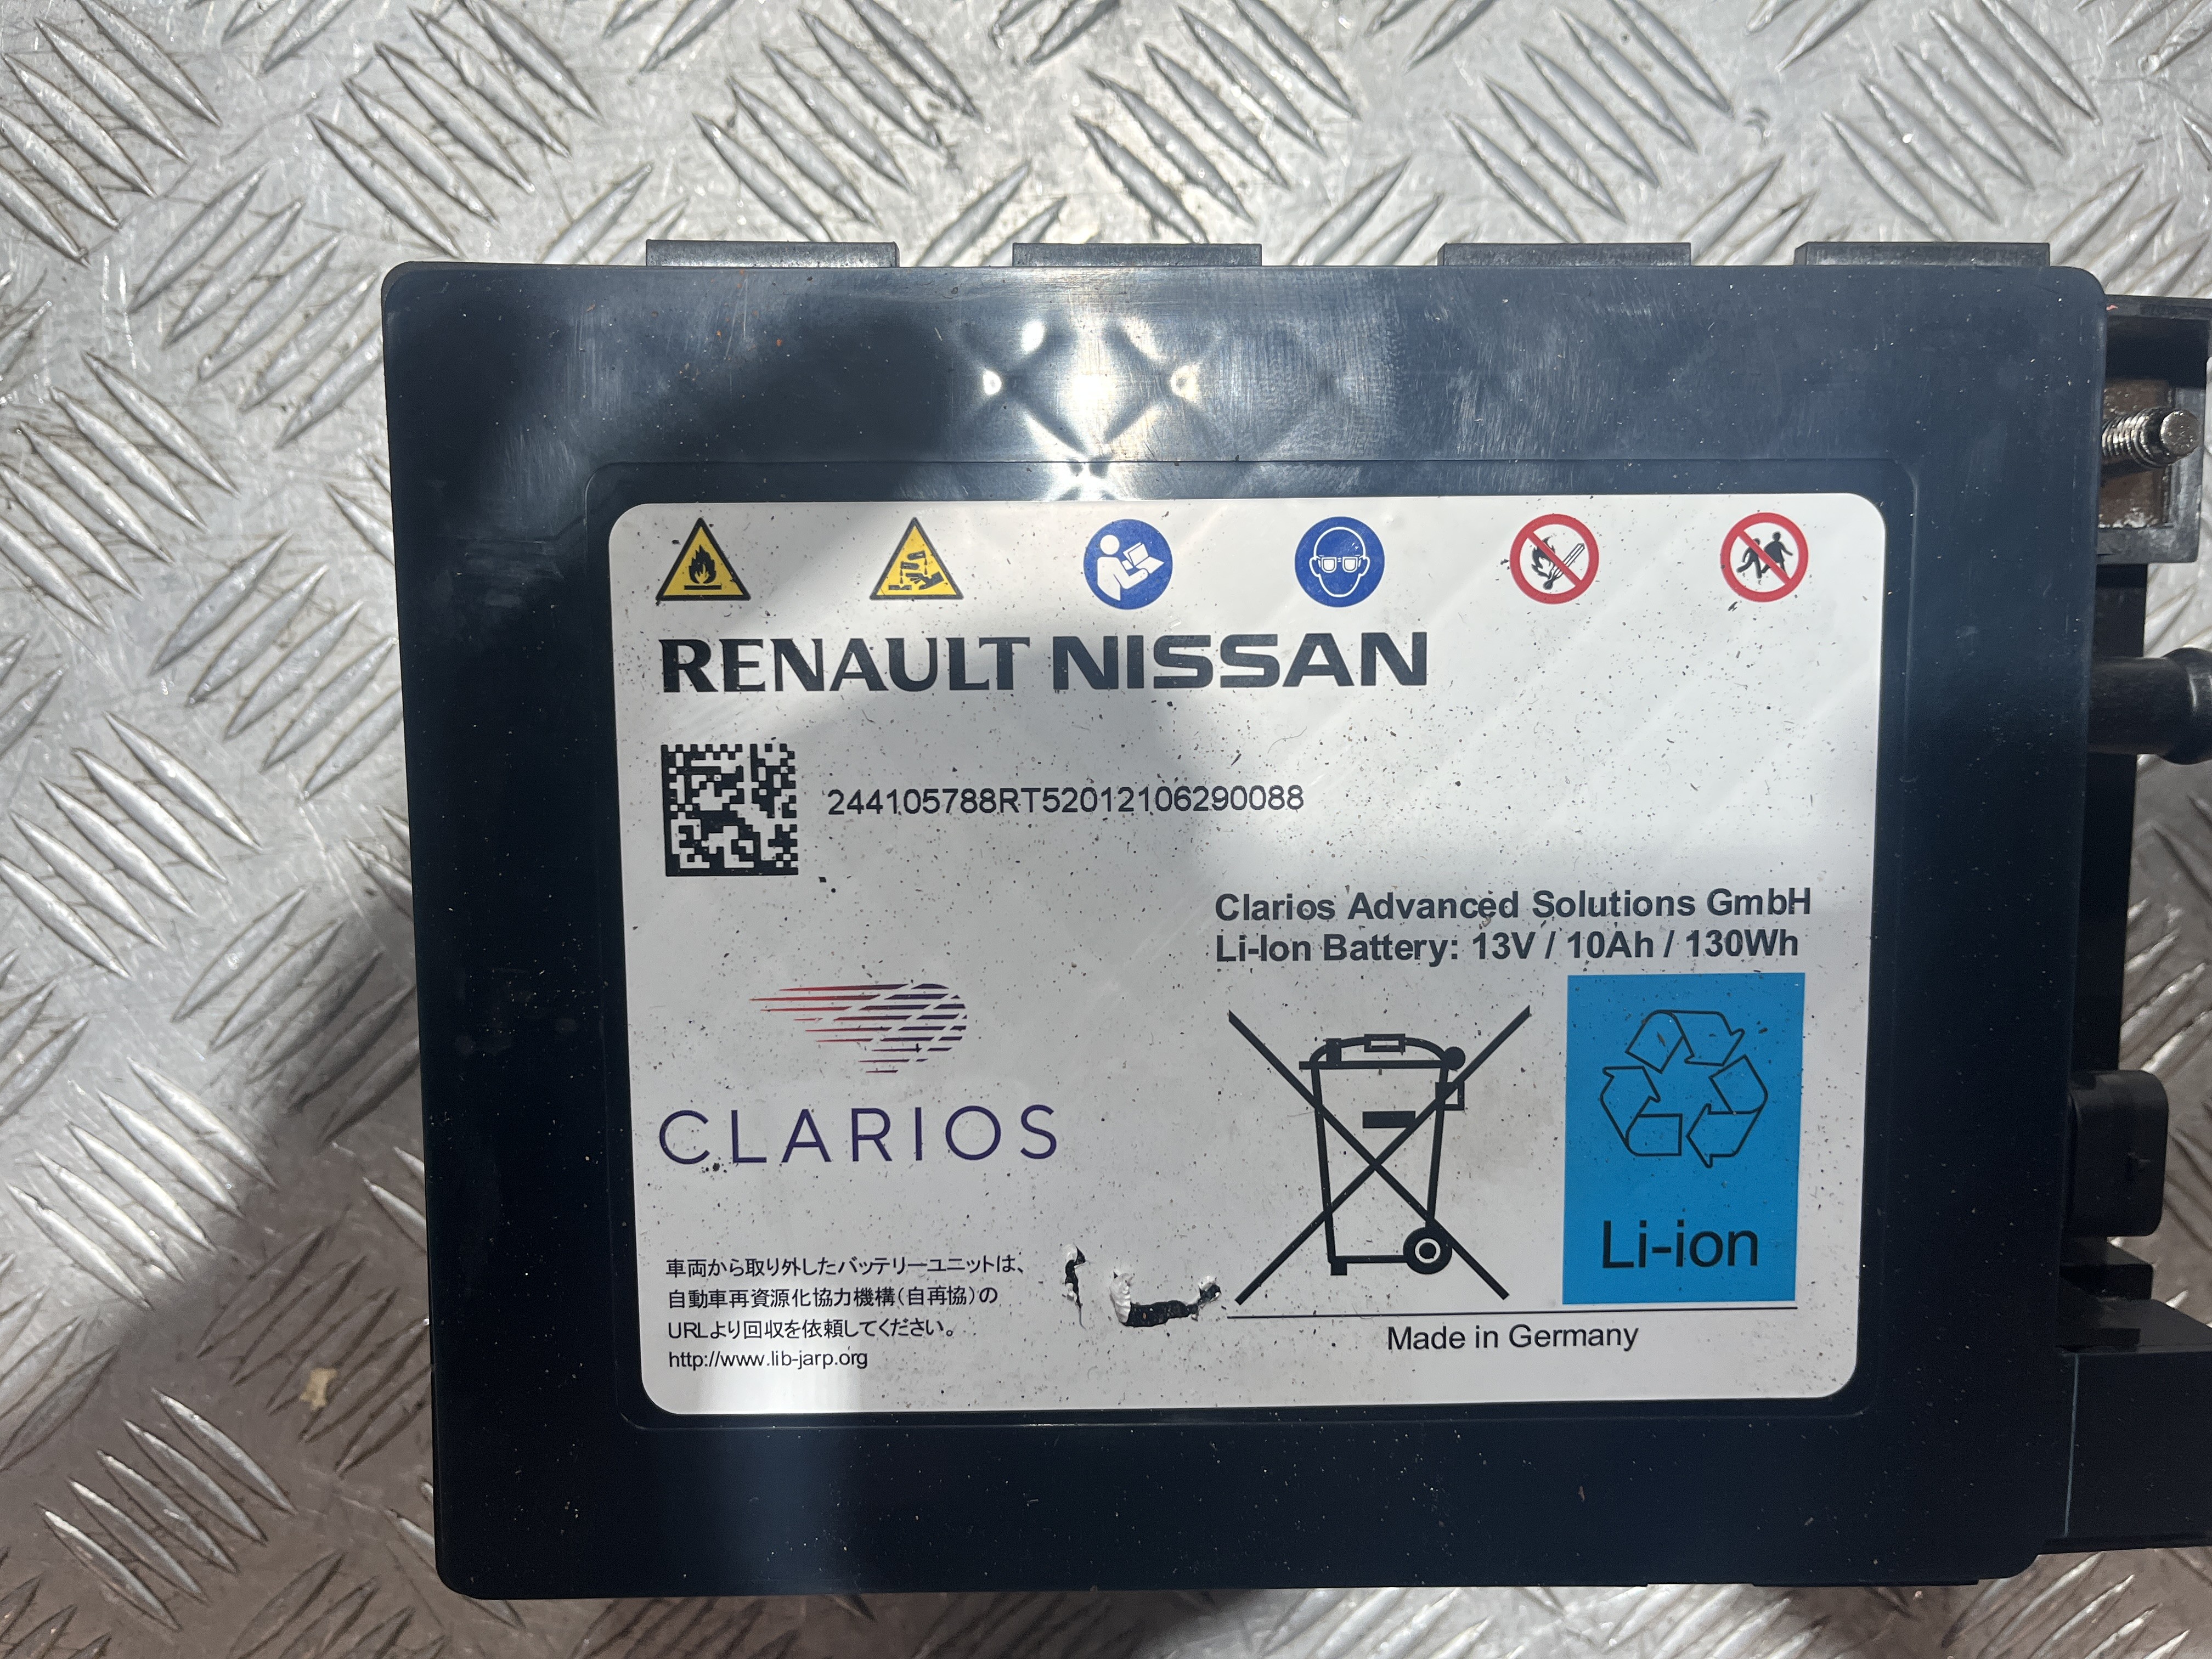 RENAULT NISSAN
244105788RT52012106290088
Clarios Advanced Solutions GmbH
Li-Ion Battery: 13V / 10Ah / 130Wh
CLARIOS
Li-ion
車両から取り外したバッテリーユニットは、
自動車再資源化協力機構(自再協)の
URLより回収を依頼してください。
http://www.lib-jarp.org
Made in Germany